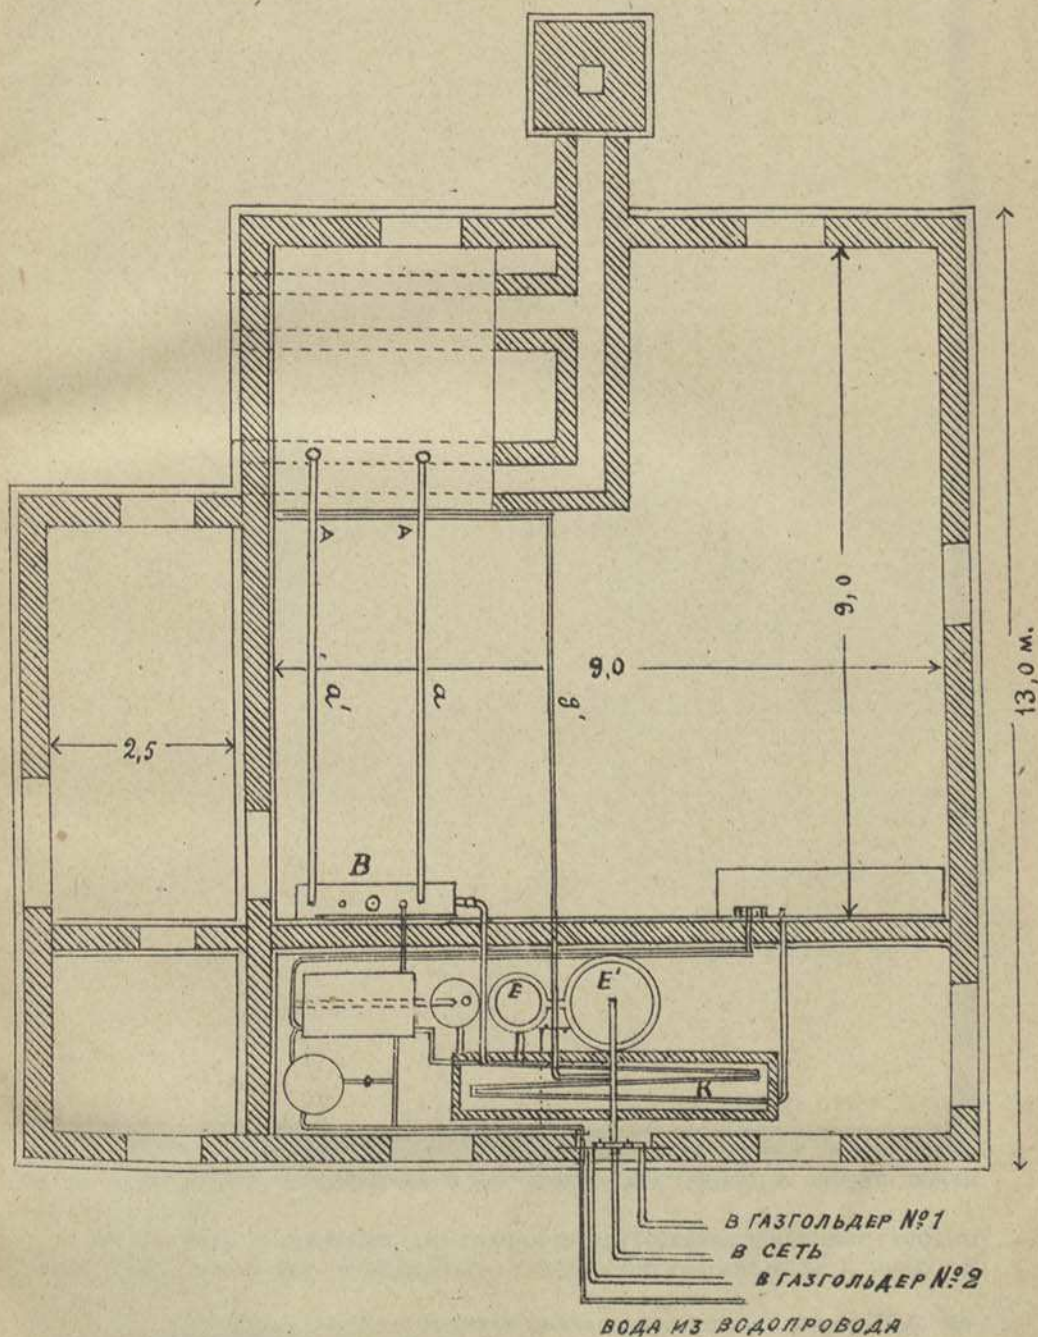 A
A
9,0
13,0 м.
9,0
a'
a
g'
2,5
B
E
E'
K
В ГАЗГОЛЬДЕР №1
В СЕТЬ
В ГАЗГОЛЬДЕР №2
ВОДА ИЗ ВОДОПРОВОДА